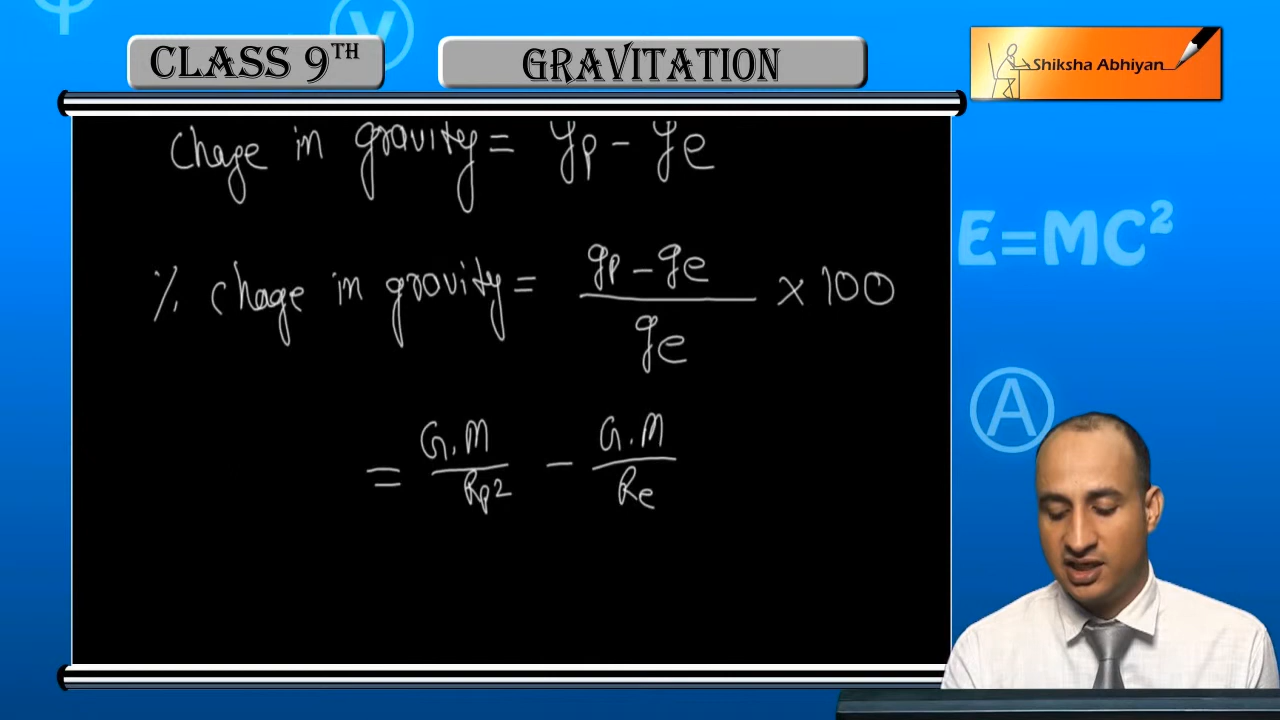 CLASS 9TH
GRAVITATION
Shiksha Abhiyan
Chage in gravity = gp - ge
% chage in gravity = gp - ge / ge × 100
= G.M / Rp2 - G.M / Re
E=MC2
V
A